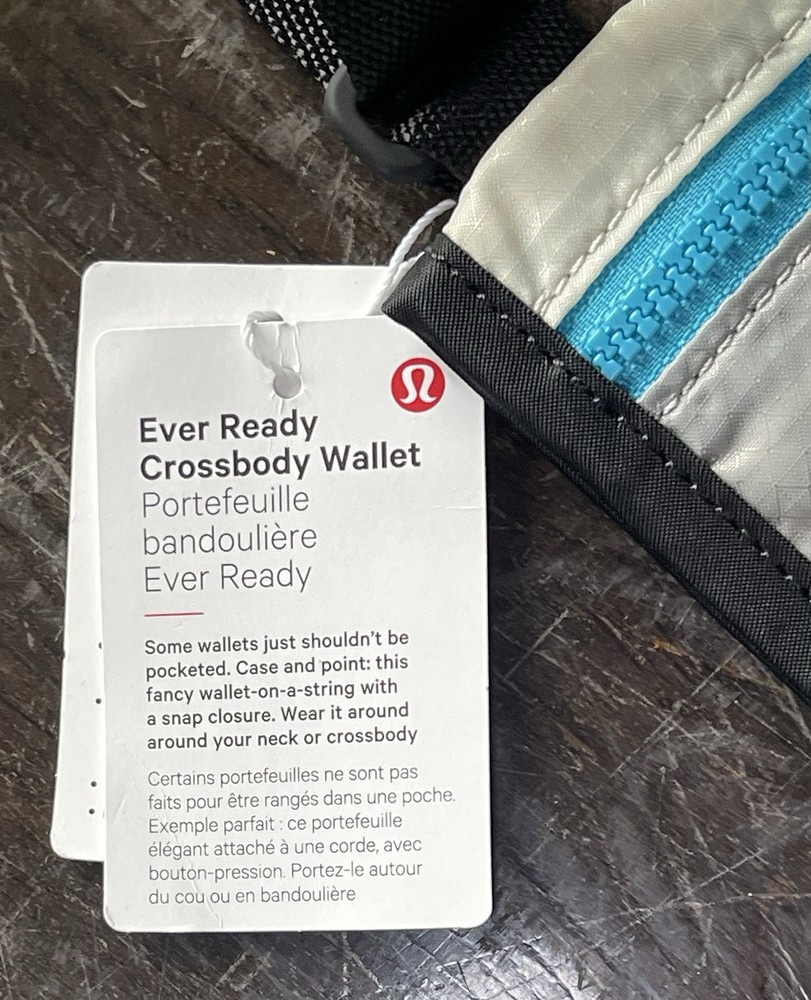 Ever Ready
Crossbody Wallet
Portefeuille
bandoulière
Ever Ready
Some wallets just shouldn't be
pocketed. Case and point: this
fancy wallet-on-a-string with
a snap closure. Wear it around
around your neck or crossbody
Certains portefeuilles ne sont pas
faits pour être rangés dans une poche.
Exemple parfait : ce portefeuille
élégant attaché à une corde, avec
bouton-pression. Portez-le autour
du cou ou en bandoulière